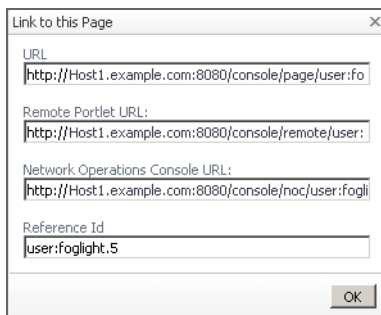 Link to this Page
URL
http://Host1.example.com:8080/console/page/user:fo
Remote Portlet URL:
http://Host1.example.com:8080/console/remote/user:
Network Operations Console URL:
http://Host1.example.com:8080/console/noc/user:fogli
Reference Id
user:foglight.5
OK